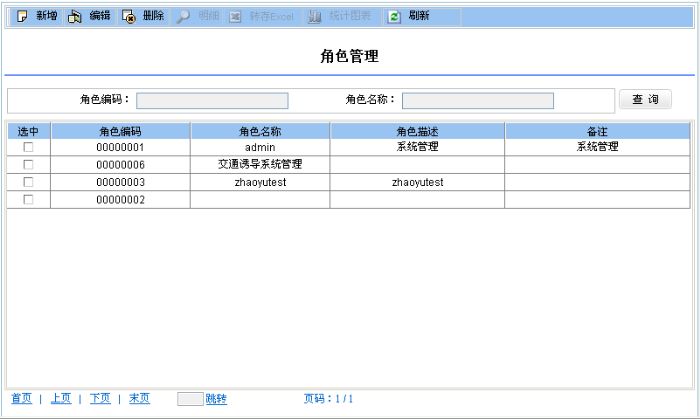 新增 编辑 删除 明细 转存Excel 统计图表 刷新
角色管理
角色编码： 角色名称： 查 询
选中 角色编码 角色名称 角色描述 备注
00000001 admin 系统管理 系统管理
00000006 交通诱导系统管理
00000003 zhaoyutest zhaoyutest
00000002
首页 | 上页 | 下页 | 末页 跳转 页码：1 / 1